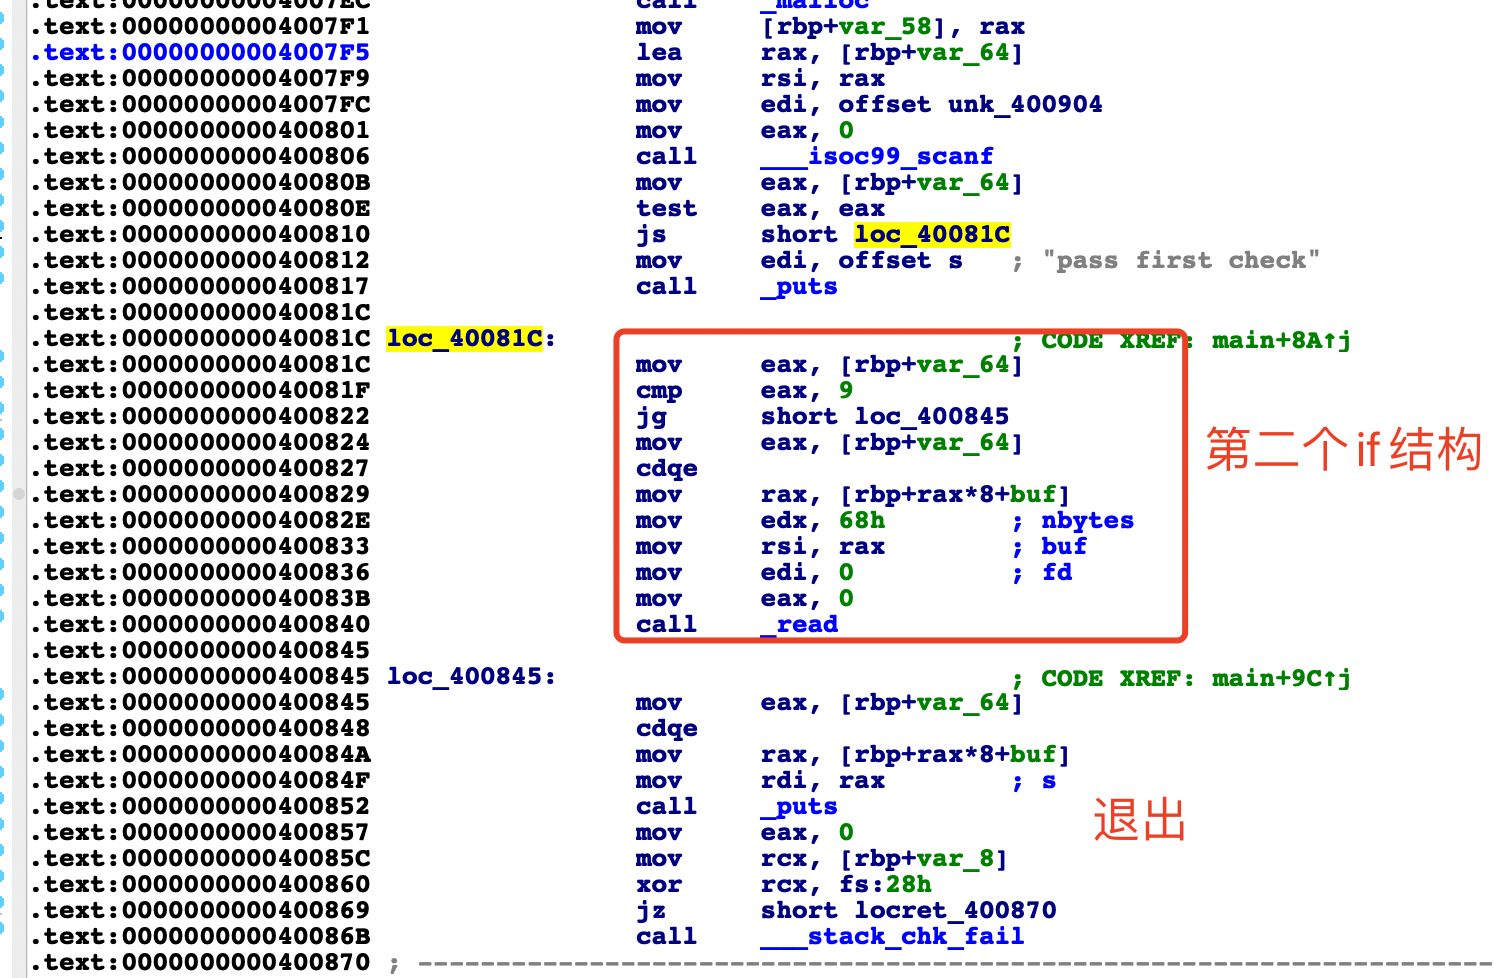 .text:00000000004007EC call _malloc
.text:00000000004007F1 mov [rbp+var_58], rax
.text:00000000004007F5 lea rax, [rbp+var_64]
.text:00000000004007F9 mov rsi, rax
.text:00000000004007FC mov edi, offset unk_400904
.text:0000000000400801 mov eax, 0
.text:0000000000400806 call ___isoc99_scanf
.text:000000000040080B mov eax, [rbp+var_64]
.text:000000000040080E test eax, eax
.text:0000000000400810 js short loc_40081C
.text:0000000000400812 mov edi, offset s ; "pass first check"
.text:0000000000400817 call _puts
.text:000000000040081C
.text:000000000040081C loc_40081C: ; CODE XREF: main+8A↑j
.text:000000000040081C mov eax, [rbp+var_64]
.text:000000000040081F cmp eax, 9
.text:0000000000400822 jg short loc_400845
.text:0000000000400824 mov eax, [rbp+var_64]
.text:0000000000400827 cdqe
.text:0000000000400829 mov rax, [rbp+rax*8+buf]
.text:000000000040082E mov edx, 68h ; nbytes
.text:0000000000400833 mov rsi, rax ; buf
.text:0000000000400836 mov edi, 0 ; fd
.text:000000000040083B mov eax, 0
.text:0000000000400840 call _read
第二个if结构
.text:0000000000400845
.text:0000000000400845 loc_400845: ; CODE XREF: main+9C↑j
.text:0000000000400845 mov eax, [rbp+var_64]
.text:0000000000400848 cdqe
.text:000000000040084A mov rax, [rbp+rax*8+buf]
.text:000000000040084F mov rdi, rax ; s
.text:0000000000400852 call _puts
退出
.text:0000000000400857 mov eax, 0
.text:000000000040085C mov rcx, [rbp+var_8]
.text:0000000000400860 xor rcx, fs:28h
.text:0000000000400869 jz short locret_400870
.text:000000000040086B call ___stack_chk_fail
.text:0000000000400870 ; ---------------------------------------------------------------------